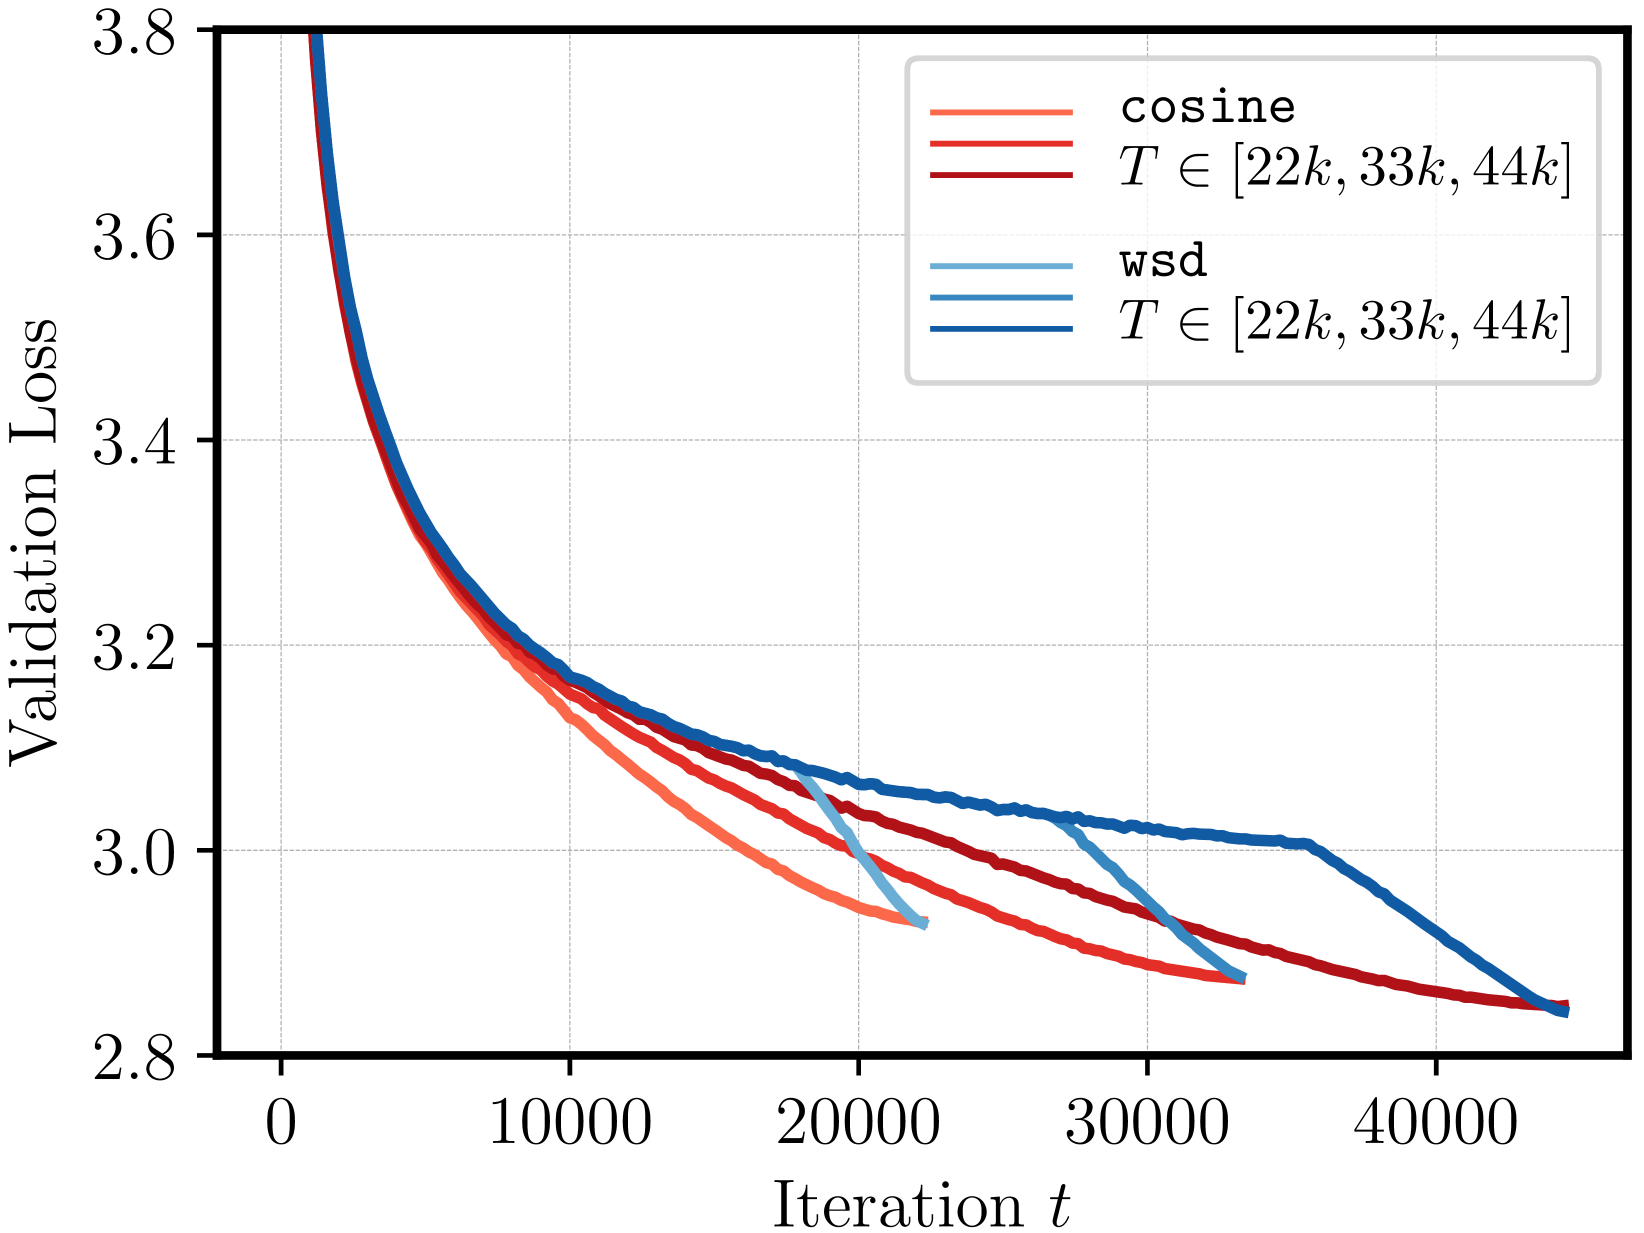 3.8
3.6
3.4
3.2
3.0
2.8
Validation Loss
cosine
T ∈ [22k, 33k, 44k]
wsd
T ∈ [22k, 33k, 44k]
0 10000 20000 30000 40000
Iteration t